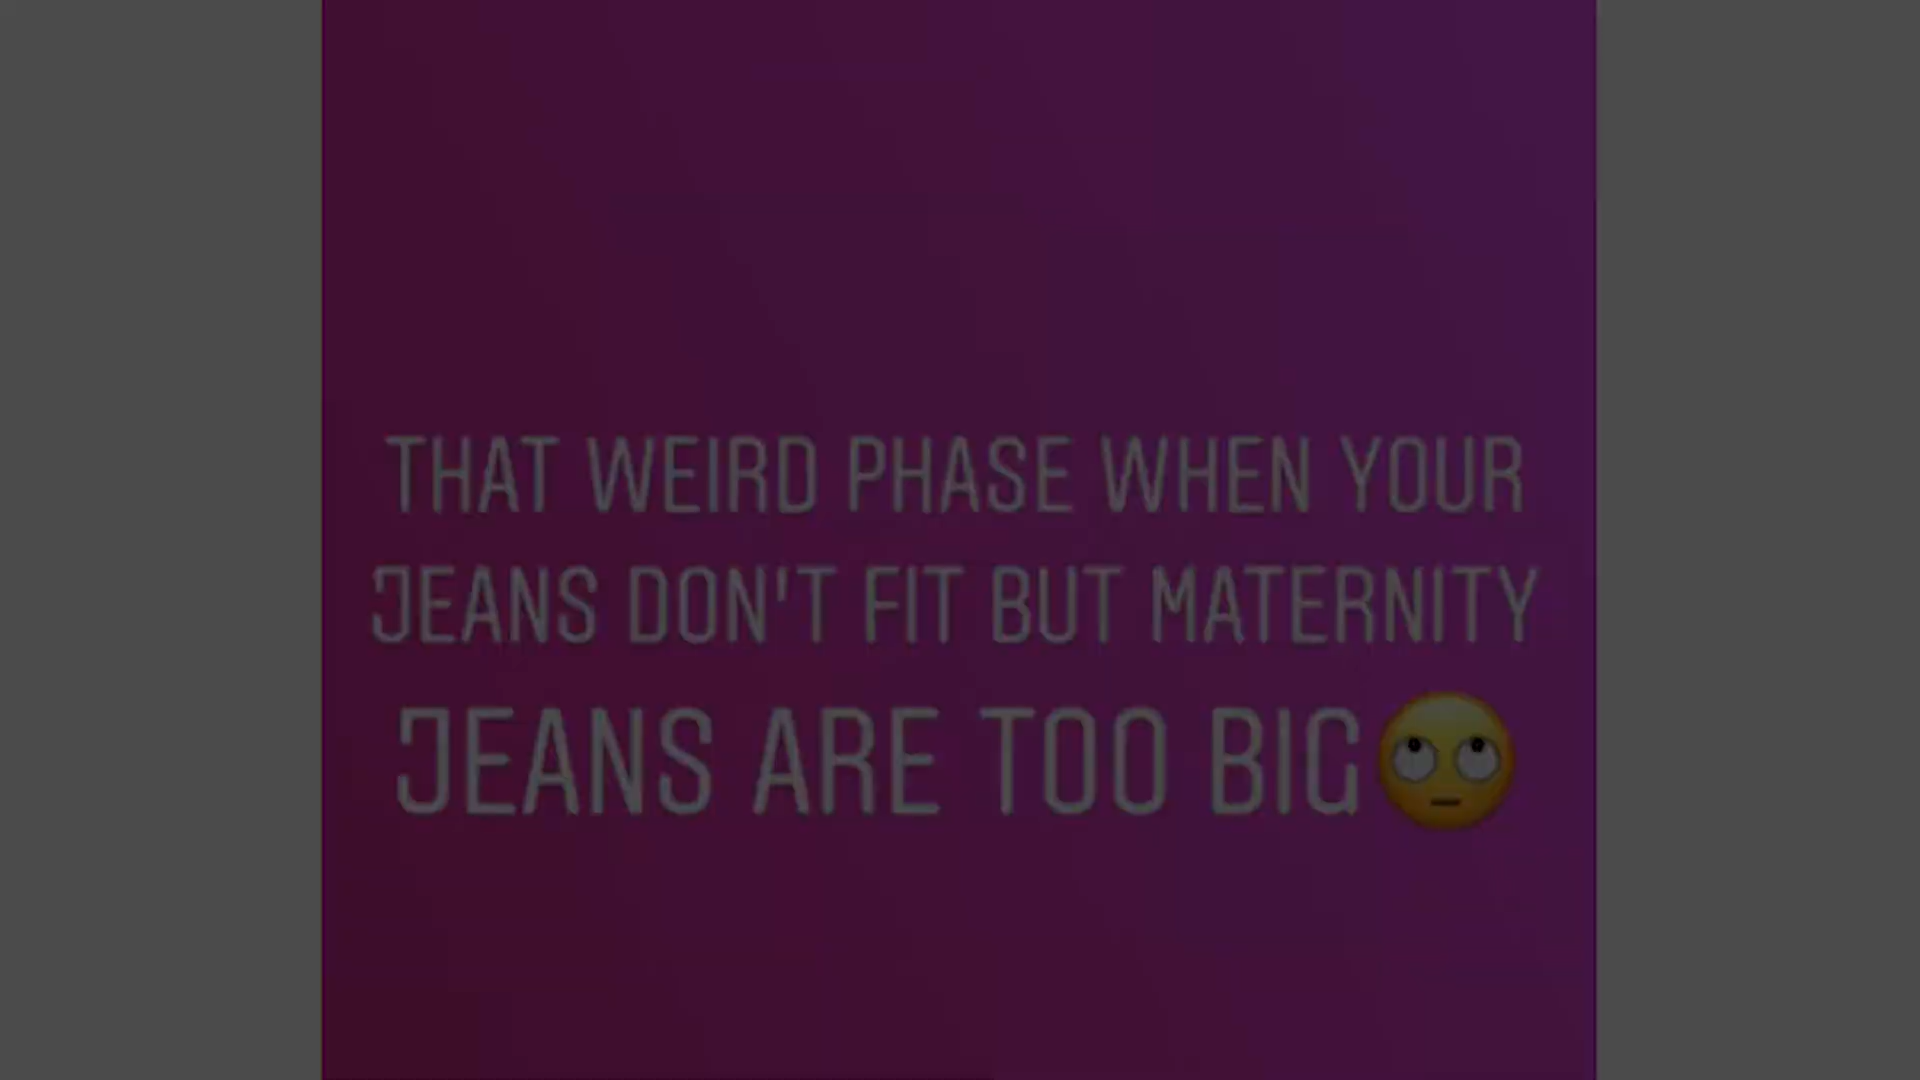 THAT WEIRD PHASE WHEN YOUR
JEANS DON'T FIT BUT MATERNITY
JEANS ARE TOO BIG🙄